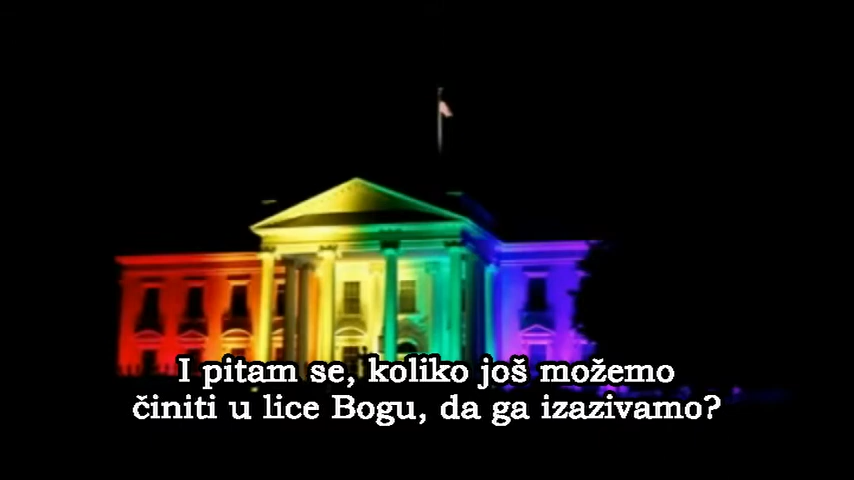 I pitam se, koliko još možemo
činiti u lice Bogu, da ga izazivamo?